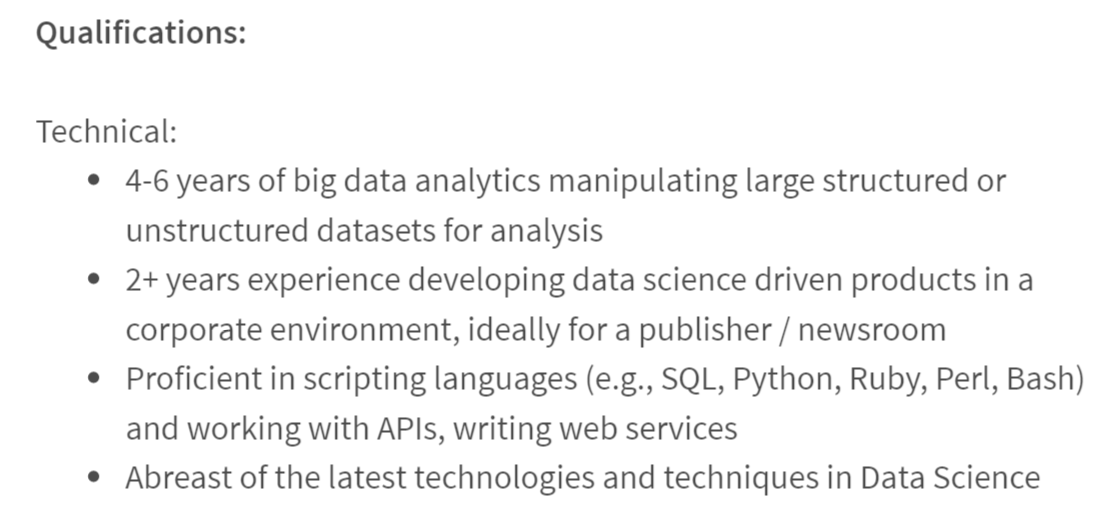 Qualifications:
Technical:
• 4-6 years of big data analytics manipulating large structured or
unstructured datasets for analysis
• 2+ years experience developing data science driven products in a
corporate environment, ideally for a publisher / newsroom
• Proficient in scripting languages (e.g., SQL, Python, Ruby, Perl, Bash)
and working with APIs, writing web services
• Abreast of the latest technologies and techniques in Data Science